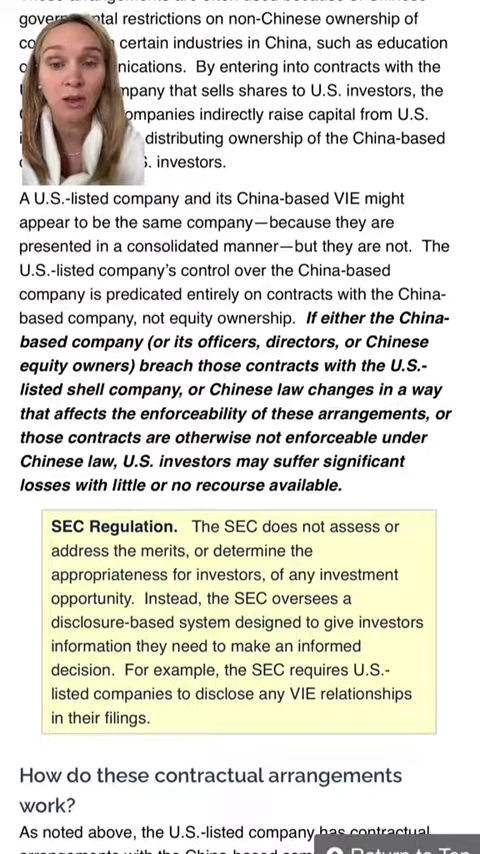 governmental restrictions on non-Chinese ownership of
certain industries in China, such as education
By entering into contracts with the
that sells shares to U.S. investors, the
companies indirectly raise capital from U.S.
distributing ownership of the China-based
investors.
A U.S.-listed company and its China-based VIE might
appear to be the same company—because they are
presented in a consolidated manner—but they are not.  The
U.S.-listed company’s control over the China-based
company is predicated entirely on contracts with the China-
based company, not equity ownership.  If either the China-
based company (or its officers, directors, or Chinese
equity owners) breach those contracts with the U.S.-
listed shell company, or Chinese law changes in a way
that affects the enforceability of these arrangements, or
those contracts are otherwise not enforceable under
Chinese law, U.S. investors may suffer significant
losses with little or no recourse available.
SEC Regulation.   The SEC does not assess or
address the merits, or determine the
appropriateness for investors, of any investment
opportunity.  Instead, the SEC oversees a
disclosure-based system designed to give investors
information they need to make an informed
decision.  For example, the SEC requires U.S.-
listed companies to disclose any VIE relationships
in their filings.
How do these contractual arrangements
work?
As noted above, the U.S.-listed company has contractual
arrangements with the China-based
Return to Top